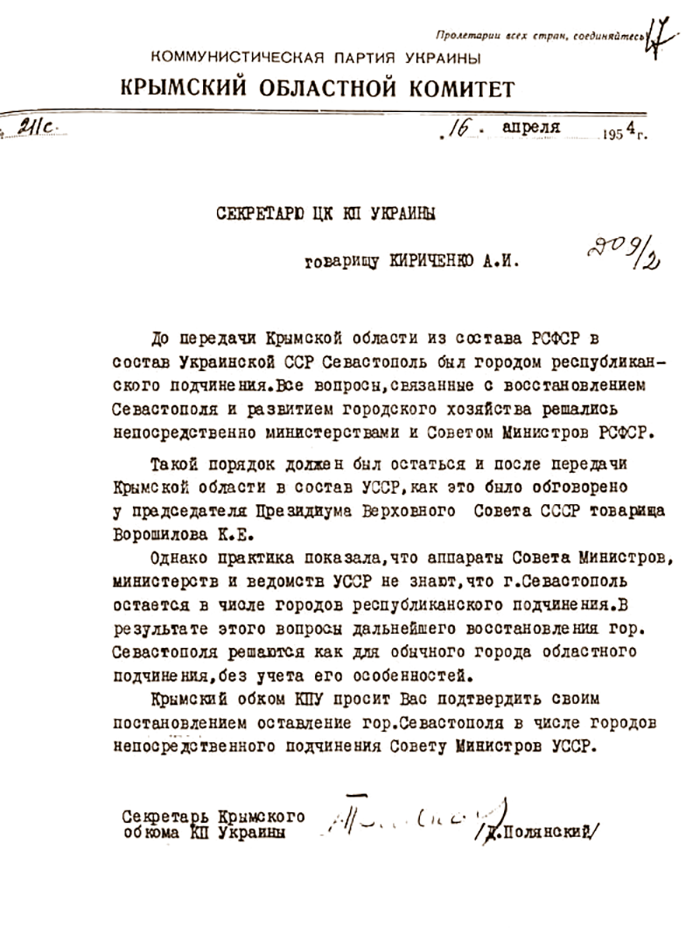 Пролетарии всех стран, соединяйтесь!
17
КОММУНИСТИЧЕСКАЯ ПАРТИЯ УКРАИНЫ
КРЫМСКИЙ ОБЛАСТНОЙ КОМИТЕТ
211с. 16. апреля 1954 г.
СЕКРЕТАРЮ ЦК КП УКРАИНЫ
товарищу КИРИЧЕНКО А.И.
209/2
До передачи Крымской области из состава РСФСР в
состав Украинской ССР Севастополь был городом республикан-
ского подчинения.Все вопросы,связанные с восстановлением
Севастополя и развитием городского хозяйства решались
непосредственно министерствами и Советом Министров РСФСР.
Такой порядок должен был остаться и после передачи
Крымской области в состав УССР,как это было обговорено
у председателя Президиума Верховного Совета СССР товарища
Ворошилова К.Е.
Однако практика показала,что аппараты Совета Министров,
министерств и ведомств УССР не знают,что г.Севастополь
остается в числе городов республиканского подчинения.В
результате этого вопросы дальнейшего восстановления гор.
Севастополя решаются как для обычного города областного
подчинения,без учета его особенностей.
Крымский обком КПУ просит Вас подтвердить своим
постановлением оставление гор.Севастополя в числе городов
непосредственного подчинения Совету Министров УССР.
Секретарь Крымского
обкома КП Украины /Д.Полянский/